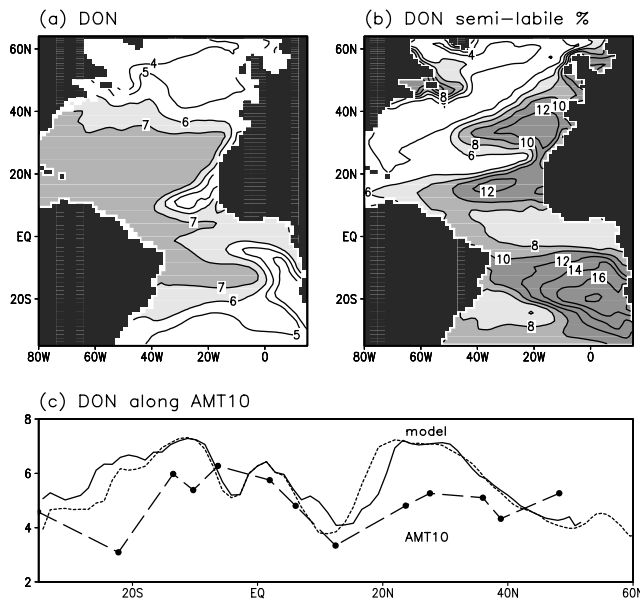 (a) DON
(b) DON semi-labile %
60N
40N
20N
EQ
20S
80W 60W 40W 20W 0
4
5
6
7
7
7
6
5
60N
40N
20N
EQ
20S
80W 60W 40W 20W 0
4
8
12 10
8
10
6
6
12
8
10
12
14
16
8
(c) DON along AMT10
8
6
4
2
model
AMT10
20S EQ 20N 40N 60N